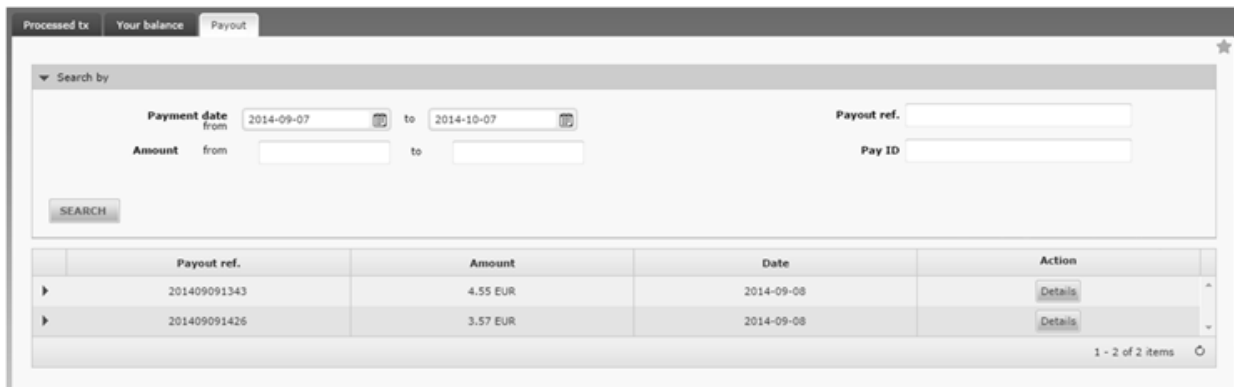 Processed tx Your balance Payout
Search by
Payment date from 2014-09-07 to 2014-10-07 Payout ref.
Amount from to Pay ID
SEARCH
Payout ref. Amount Date Action
201409091343 4.55 EUR 2014-09-08 Details
201409091426 3.57 EUR 2014-09-08 Details
1 - 2 of 2 items